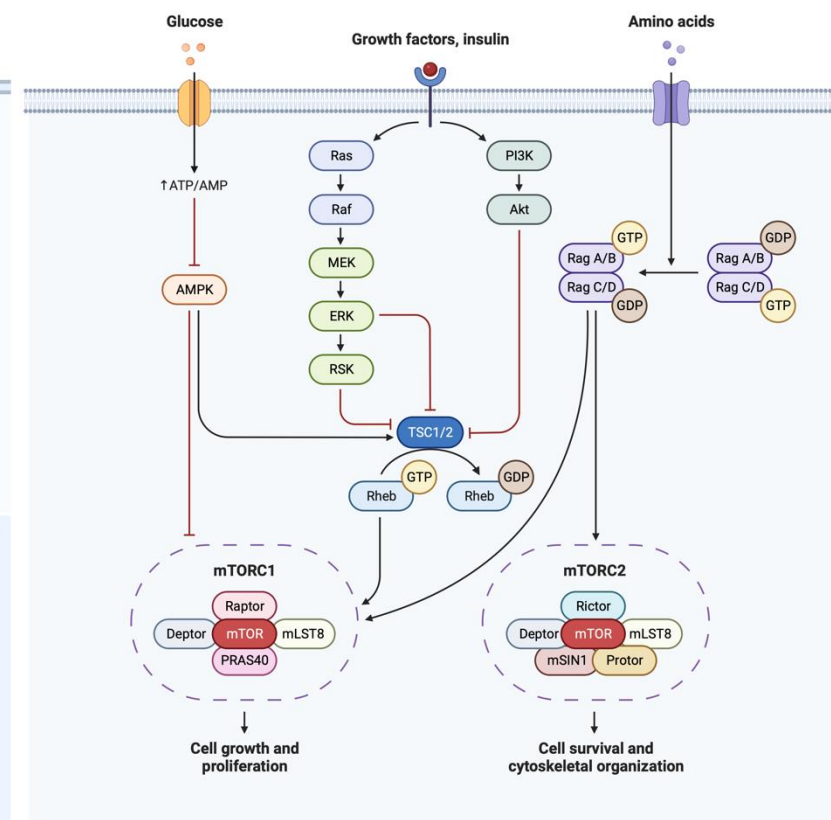 Glucose
Growth factors, insulin
Amino acids
Ras
PI3K
↑ATP/AMP
Raf
Akt
GTP
GDP
Rag A/B
Rag A/B
MEK
Rag C/D
Rag C/D
AMPK
GDP
GTP
ERK
RSK
TSC1/2
GTP
GDP
Rheb
Rheb
mTORC1
mTORC2
Raptor
Rictor
Deptor
mTOR
mLST8
Deptor
mTOR
mLST8
PRAS40
mSIN1
Protor
Cell growth and
proliferation
Cell survival and
cytoskeletal organization